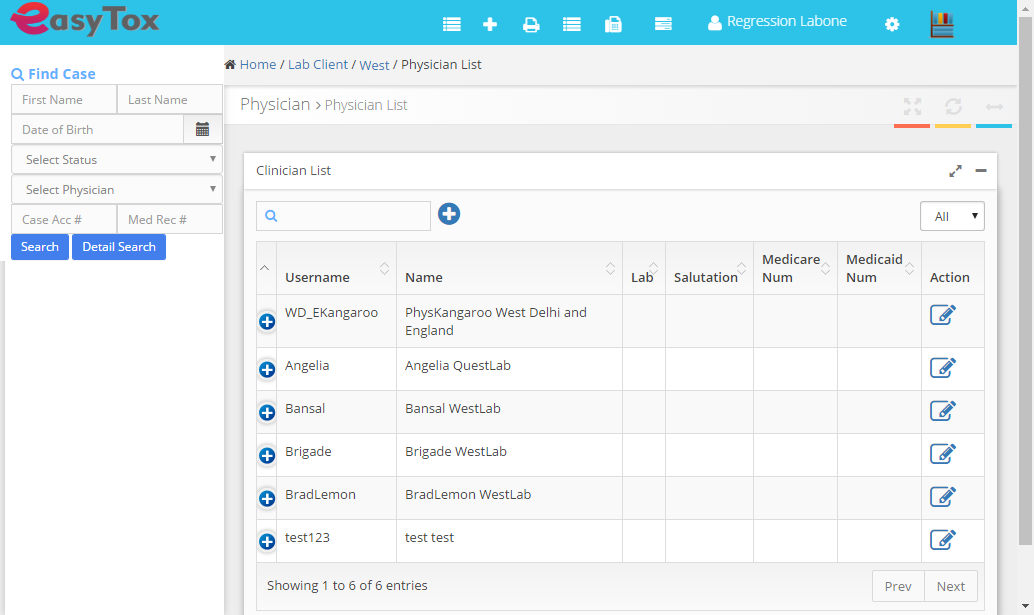 easyTox
Regression Labone
Home / Lab Client / West / Physician List
Find Case
First Name Last Name
Date of Birth
Select Status
Select Physician
Case Acc # Med Rec #
Search Detail Search
Physician > Physician List
Clinician List
All
Username Name Lab Salutation Medicare Num Medicaid Num Action
WD_EKangaroo PhysKangaroo West Delhi and
England
Angelia Angelia QuestLab
Bansal Bansal WestLab
Brigade Brigade WestLab
BradLemon BradLemon WestLab
test123 test test
Showing 1 to 6 of 6 entries Prev Next